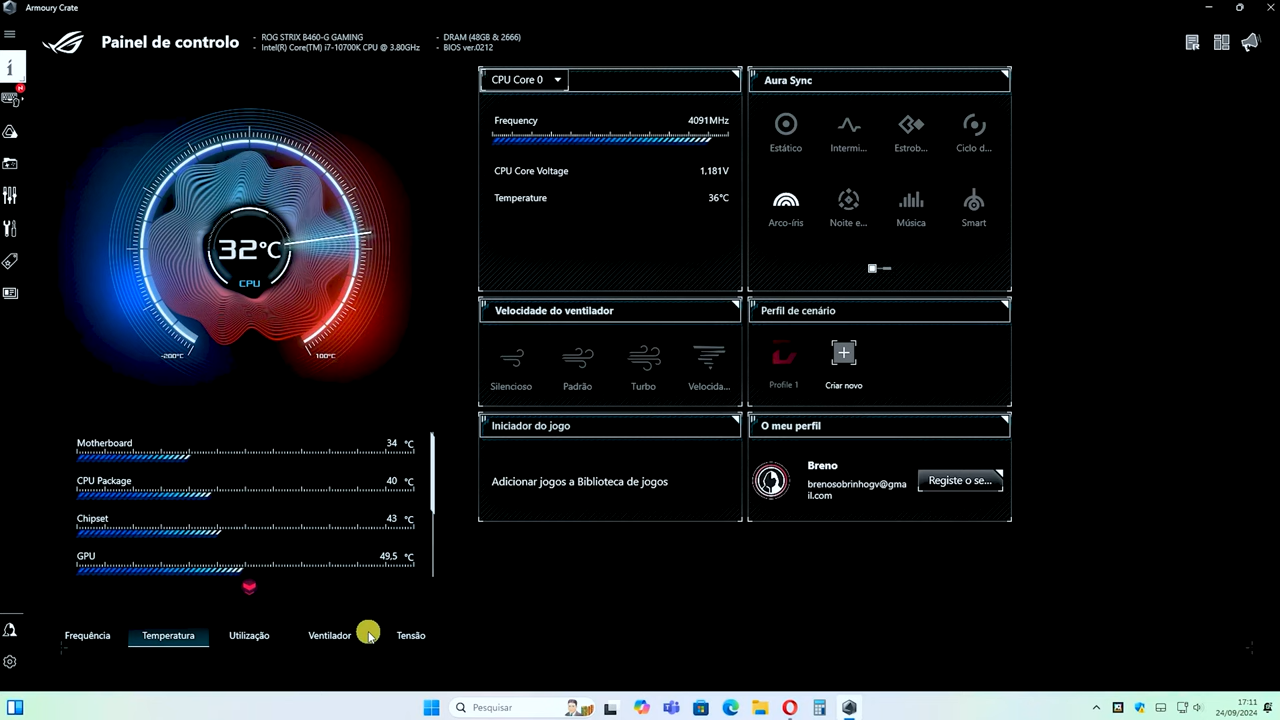 Armoury Crate
Painel de controlo
- ROG STRIX B460-G GAMING
- Intel(R) Core(TM) i7-10700K CPU @ 3.80GHz
- DRAM (48GB & 2666)
- BIOS ver.0212
CPU Core 0
Frequency 4091MHz
CPU Core Voltage 1,181V
Temperature 36°C
Aura Sync
Estático
Intermi...
Estrob...
Ciclo d...
Arco-íris
Noite e...
Música
Smart
32°C
CPU
-200°C
100°C
Velocidade do ventilador
Silencioso
Padrão
Turbo
Velocida...
Perfil de cenário
Profile 1
Criar novo
Iniciador do jogo
Adicionar jogos a Biblioteca de jogos
O meu perfil
Breno
brenosobrinhogv@gma
il.com
Registe o se...
Motherboard 34 °C
CPU Package 40 °C
Chipset 43 °C
GPU 49,5 °C
Frequência
Temperatura
Utilização
Ventilador
Tensão
Pesquisar
17:11
24/09/2024